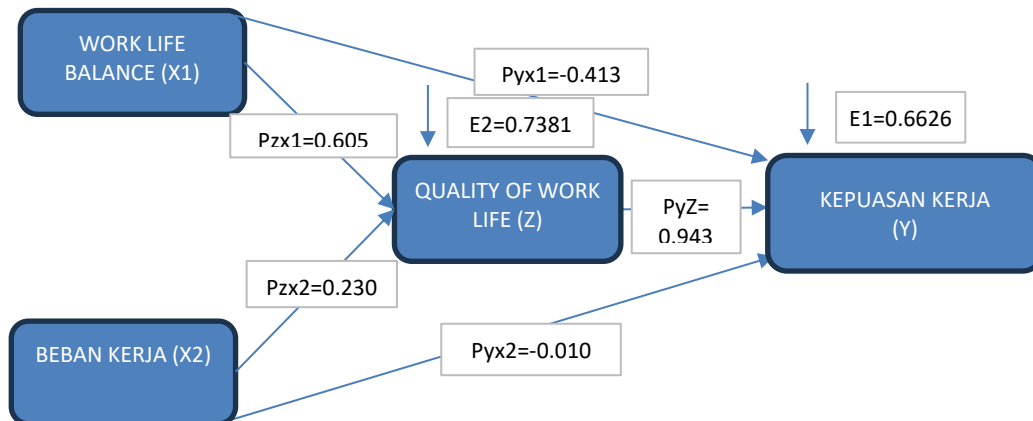 WORK LIFE
BALANCE (X1)
Pyx1=-0.413
E2=0.7381
E1=0.6626
Pzx1=0.605
QUALITY OF WORK
LIFE (Z)
PyZ=
0.943
KEPUASAN KERJA
(Y)
Pzx2=0.230
BEBAN KERJA (X2)
Pyx2=-0.010